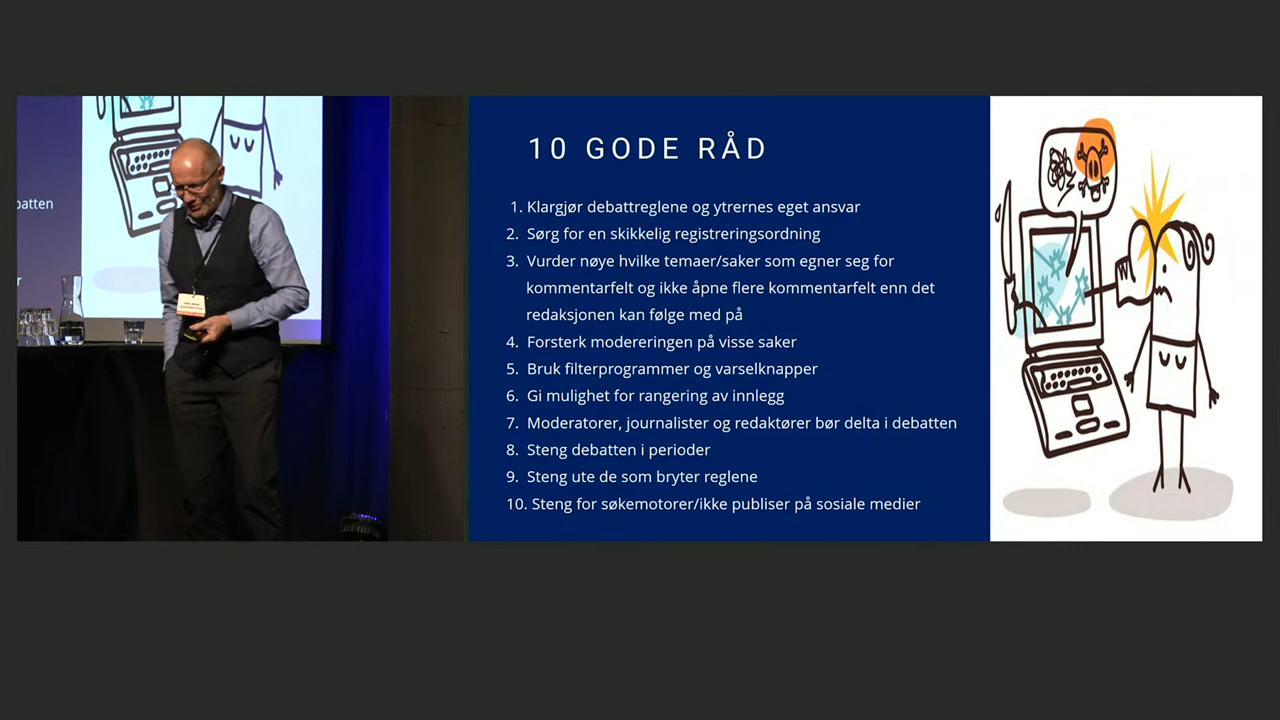 batten
r
10 GODE RÅD
1. Klargjør debattreglene og ytrernes eget ansvar
2. Sørg for en skikkelig registreringsordning
3. Vurder nøye hvilke temaer/saker som egner seg for
kommentarfelt og ikke åpne flere kommentarfelt enn det
redaksjonen kan følge med på
4. Forsterk modereringen på visse saker
5. Bruk filterprogrammer og varselknapper
6. Gi mulighet for rangering av innlegg
7. Moderatorer, journalister og redaktører bør delta i debatten
8. Steng debatten i perioder
9. Steng ute de som bryter reglene
10. Steng for søkemotorer/ikke publiser på sosiale medier